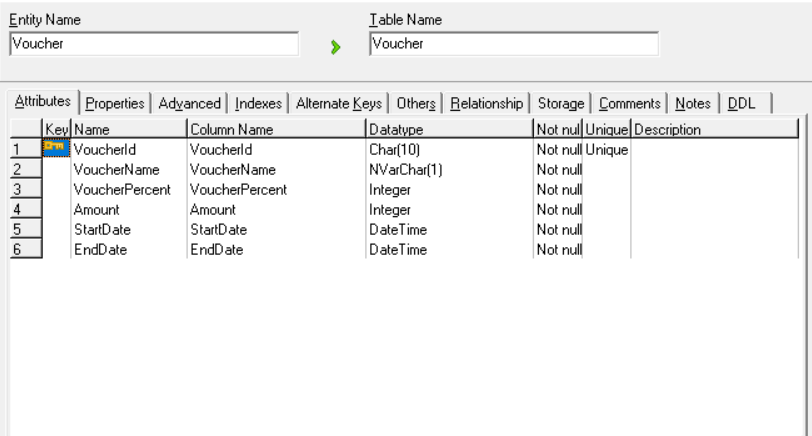 Entity Name Table Name
Voucher Voucher
Attributes Properties Advanced Indexes Alternate Keys Others Relationship Storage Comments Notes DDL
Key Name Column Name Datatype Not nul Unique Description
1 VoucherId VoucherId Char(10) Not null Unique
2 VoucherName VoucherName NVarChar(1) Not null
3 VoucherPercent VoucherPercent Integer Not null
4 Amount Amount Integer Not null
5 StartDate StartDate DateTime Not null
6 EndDate EndDate DateTime Not null